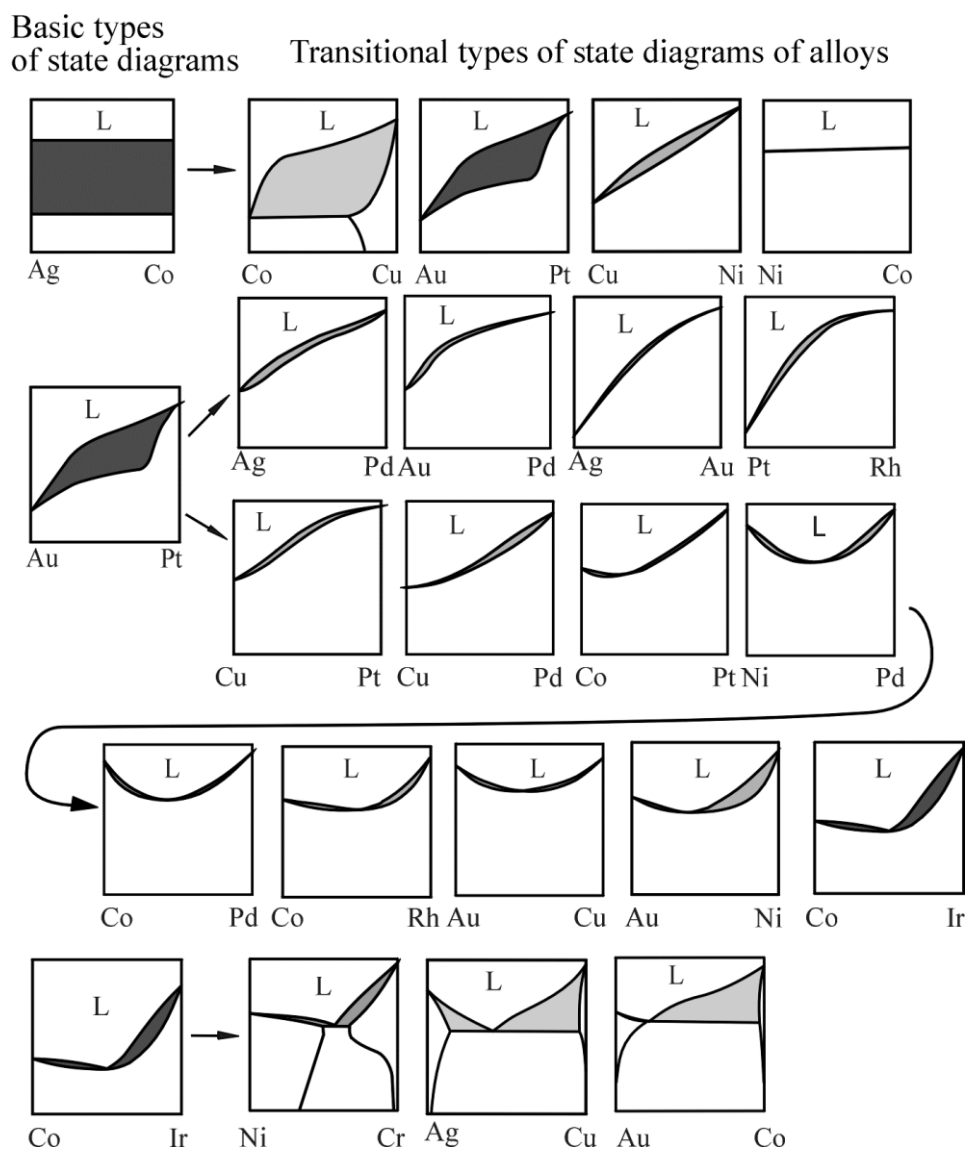 Basic types
of state diagrams
Transitional types of state diagrams of alloys
L L L L L
Ag Co Co Cu Au Pt Cu Ni Ni Co
L L L L
L
Ag Pd Au Pd Ag Au Pt Rh
Au Pt
L L L L
Cu Pt Cu Pd Co Pt Ni Pd
L L L L L
Co Pd Co Rh Au Cu Au Ni Co Ir
L L L L
Co Ir Ni Cr Ag Cu Au Co